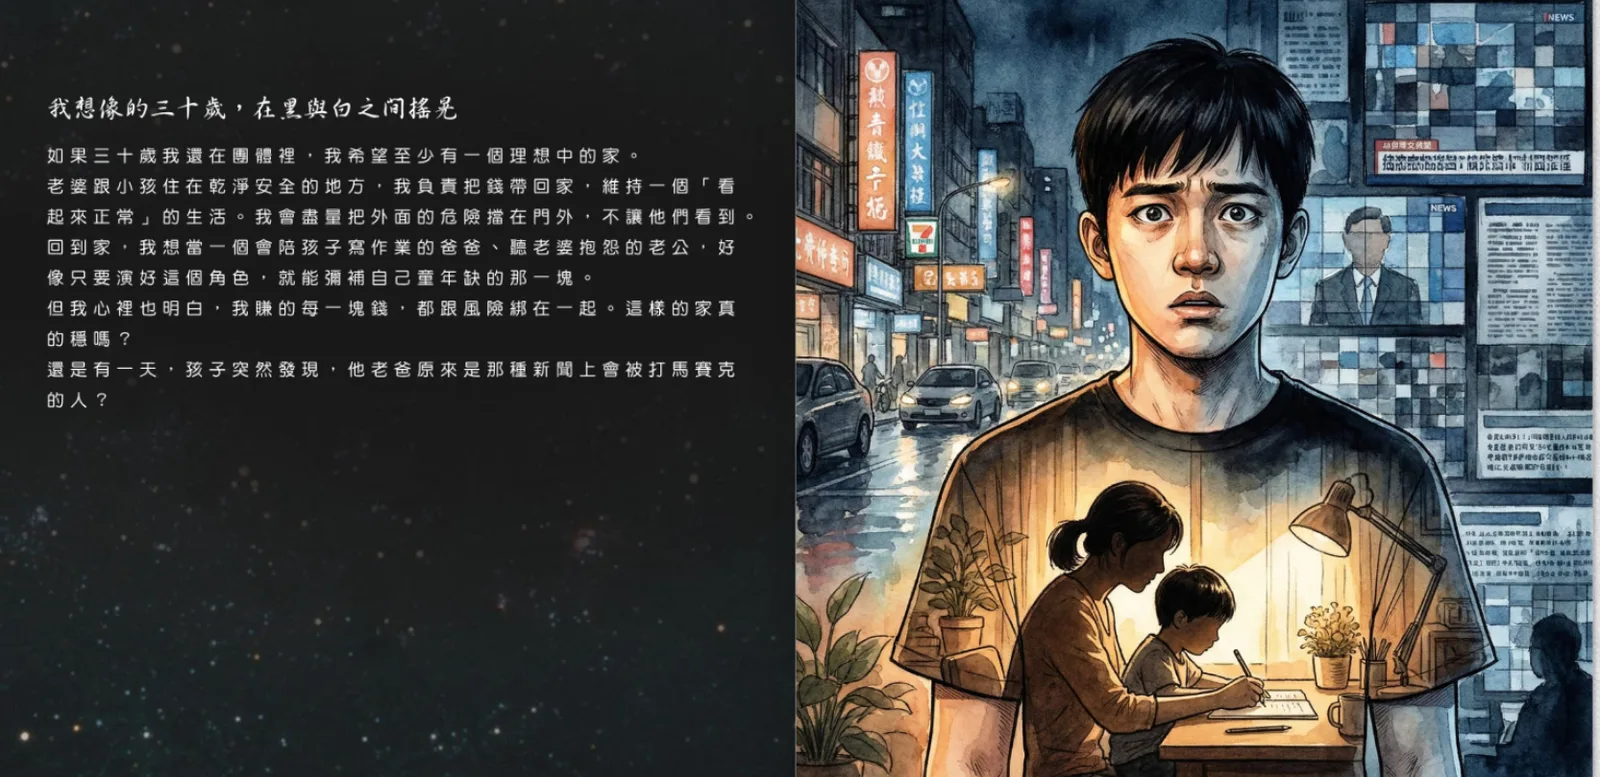 我想像的三十歲，在黑與白之間搖晃
如果三十歲我還在團體裡，我希望至少有一個理想中的家。
老婆跟小孩住在乾淨安全的地方，我負責把錢帶回家，維持一個「看
起來正常」的生活。我會盡量把外面的危險擋在門外，不讓他們看到。
回到家，我想當一個會陪孩子寫作業的爸爸、聽老婆抱怨的老公，好
像只要演好這個角色，就能彌補自己童年缺的那一塊。
但我心裡也明白，我賺的每一塊錢，都跟風險綁在一起。這樣的家真
的穩嗎？
還是有一天，孩子突然發現，他老爸原來是那種新聞上會被打馬賽克
的人？
NEWS
NEWS
7